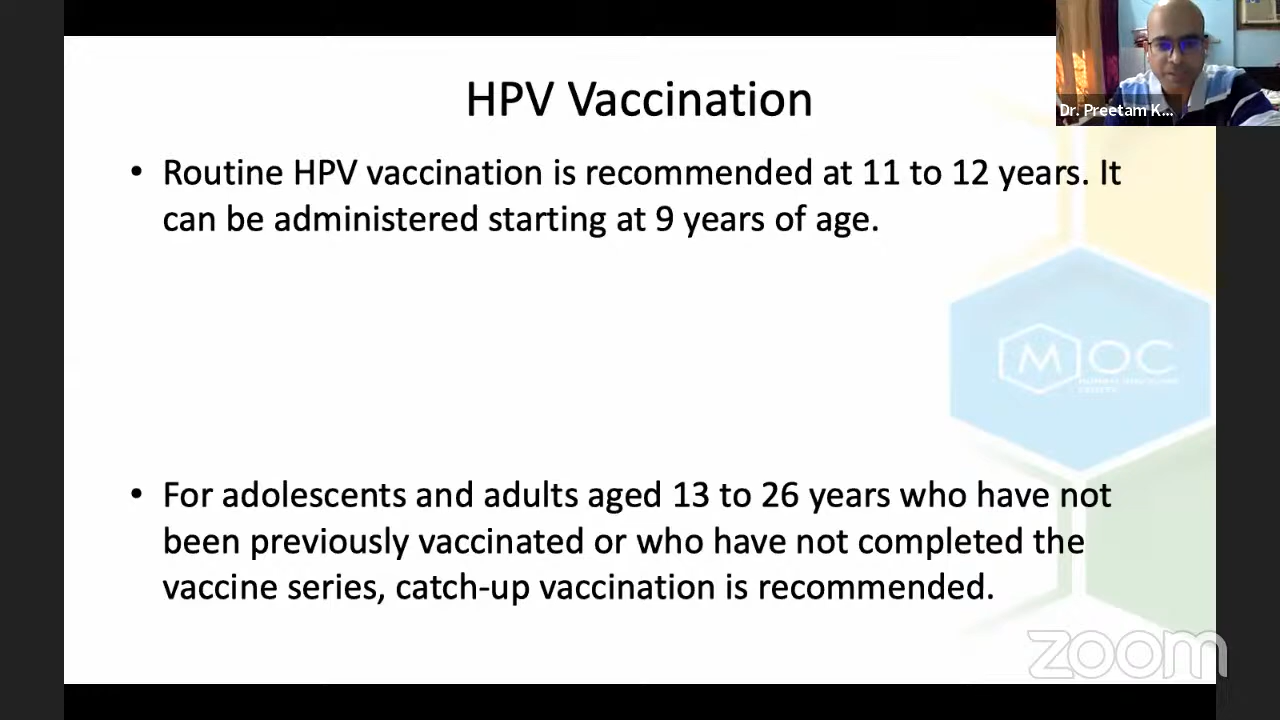 HPV Vaccination
Dr. Preetam K...
• Routine HPV vaccination is recommended at 11 to 12 years. It
can be administered starting at 9 years of age.
MOC
• For adolescents and adults aged 13 to 26 years who have not
been previously vaccinated or who have not completed the
vaccine series, catch-up vaccination is recommended.
zoom